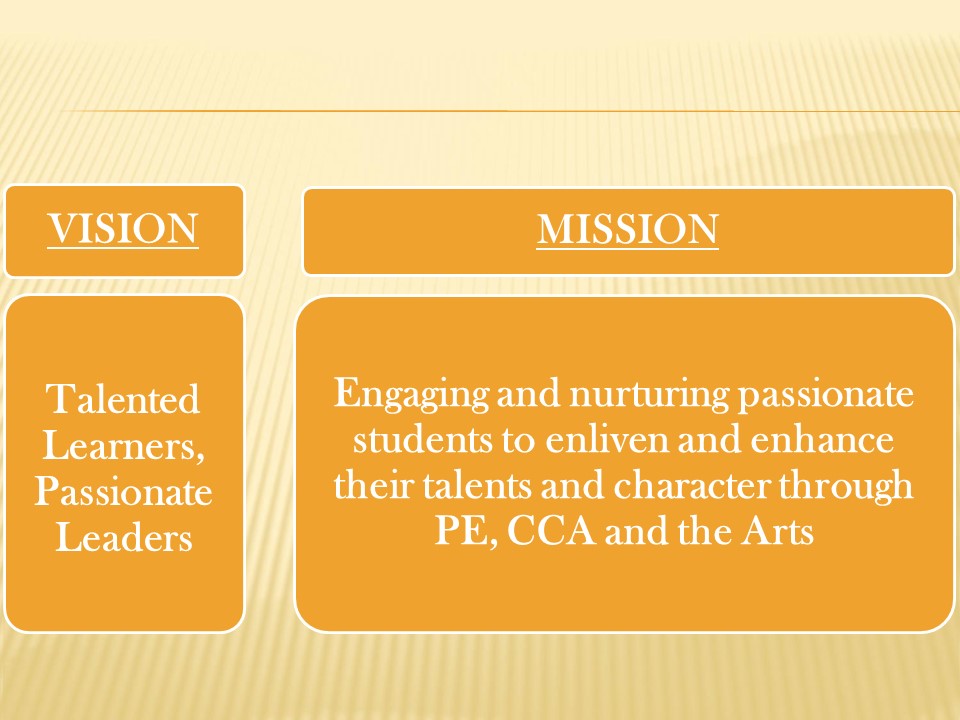 VISION
Talented
Learners,
Passionate
Leaders
MISSION
Engaging and nurturing passionate
students to enliven and enhance
their talents and character through
PE, CCA and the Arts